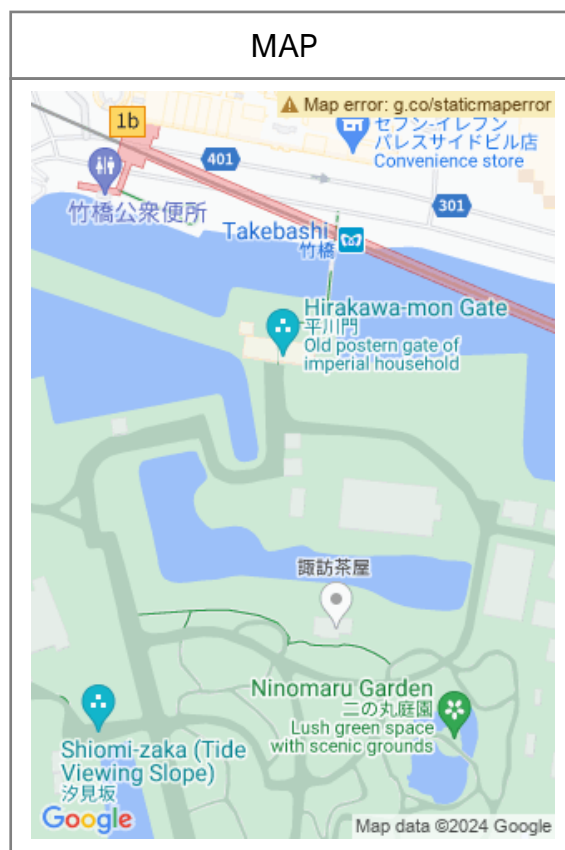 MAP
Map error: g.co/staticmaperror
1b
セブン-イレブン
パレスサイドビル店
Convenience store
401
竹橋公衆便所
301
Takebashi
竹橋
Hirakawa-mon Gate
平川門
Old postern gate of
imperial household
諏訪茶屋
Ninomaru Garden
二の丸庭園
Lush green space
with scenic grounds
Shiomi-zaka (Tide
Viewing Slope)
汐見坂
Google
Map data ©2024 Google